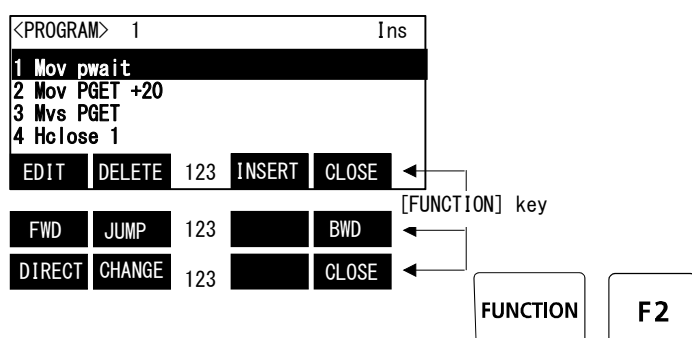 <PROGRAM> 1 Ins
1 Mov pwait
2 Mov PGET +20
3 Mvs PGET
4 Hclose 1
EDIT DELETE 123 INSERT CLOSE
[FUNCTION] key
FWD JUMP 123 BWD
DIRECT CHANGE 123 CLOSE
FUNCTION F2